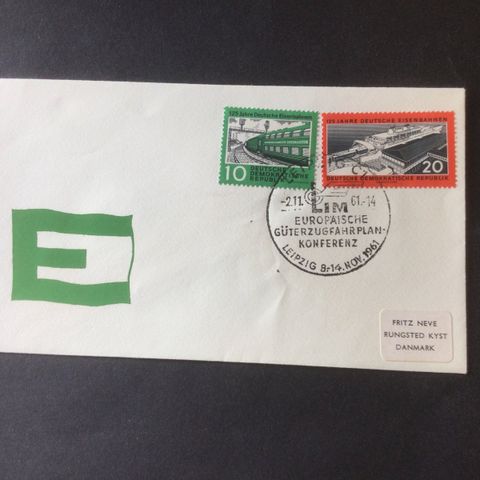 125 Jahre Deutsche Eisenbahnen
10
DEUTSCHE
DEMOKRATISCHE
REPUBLIK
125 JAHRE DEUTSCHE EISENBAHNEN
20
DEUTSCHE DEMOKRATISCHE REPUBLIK
-2.11. 61.-14
LIM
EUROPÄISCHE
GÜTERZUGFAHRPLAN-
KONFERENZ
LEIPZIG 8.-14. NOV. 1961
E
FRITZ NEVE
RUNGSTED KYST
DANMARK